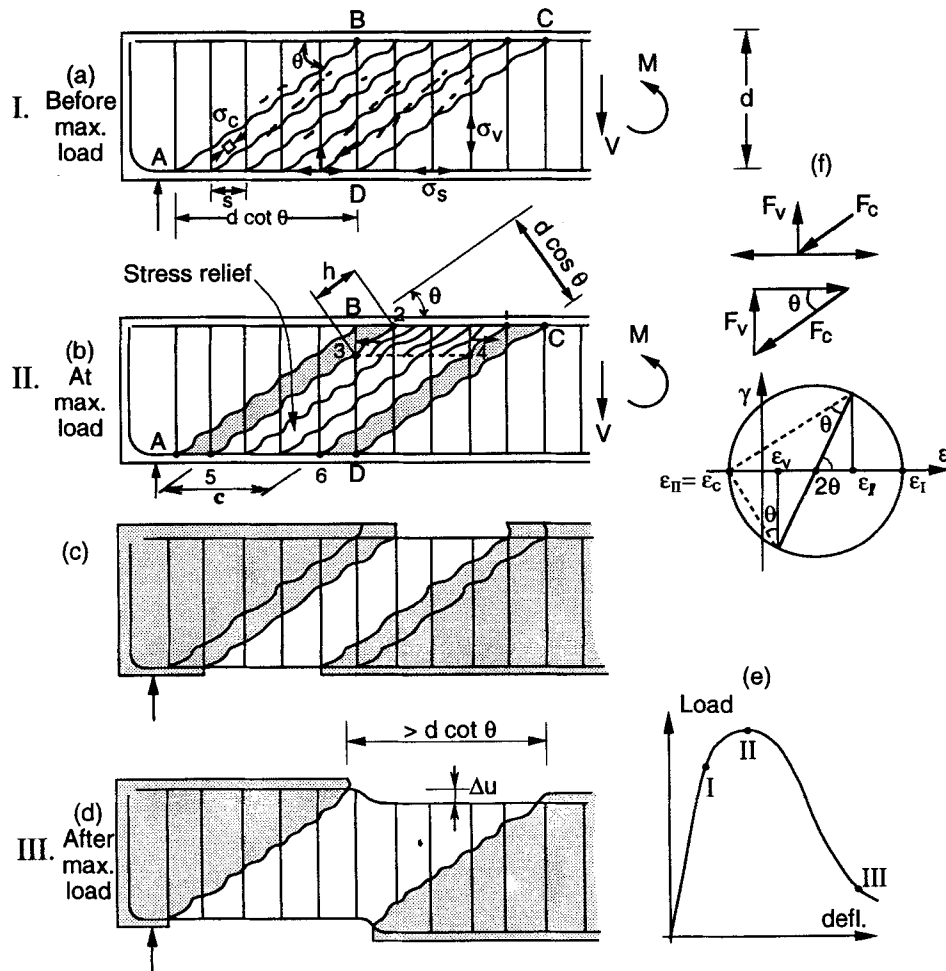 B
C
θ
I.
(a)
Before
max.
load
σc
A
σv
M
V
d
s
D
σs
d cot θ
(f)
Fv
Fc
Stress relief
h
d cos θ
θ
B
2
3
4
C
II.
(b)
At
max.
load
M
V
A
5
6
D
c
Fv
θ
Fc
γ
θ
εv
ε
εII = εc
2θ
εI
θ
(c)
(e)
Load
II
I
III
defl.
> d cot θ
Δu
III.
(d)
After
max.
load